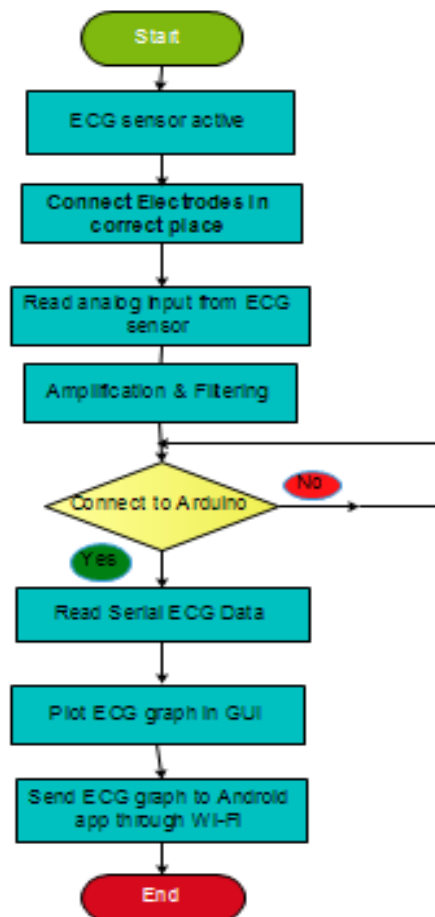 Start
ECG sensor active
Connect Electrodes in
correct place
Read analog input from ECG
sensor
Amplification & Filtering
Connect to Arduino
No
Yes
Read Serial ECG Data
Plot ECG graph in GUI
Send ECG graph to Android
app through Wi-Fi
End